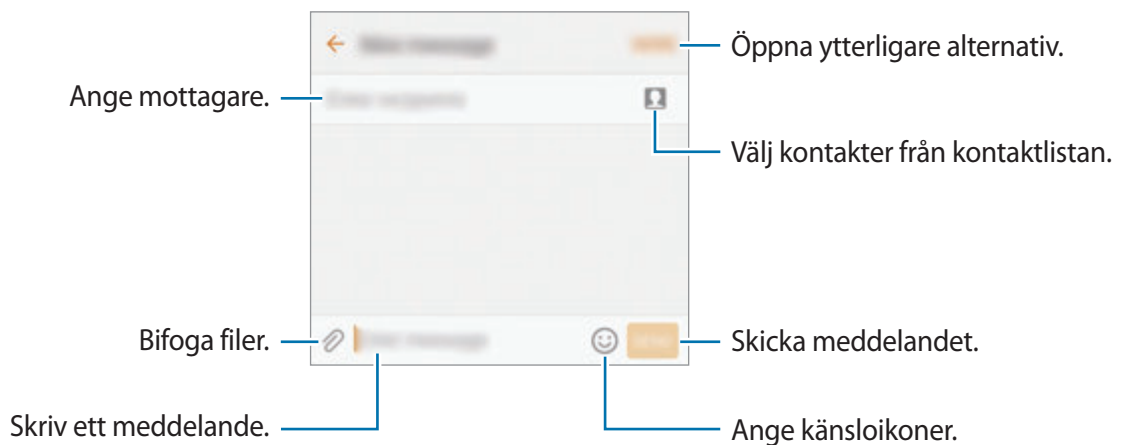 Öppna ytterligare alternativ.
Ange mottagare.
Välj kontakter från kontaktlistan.
Bifoga filer.
Skicka meddelandet.
Skriv ett meddelande.
Ange känsloikoner.